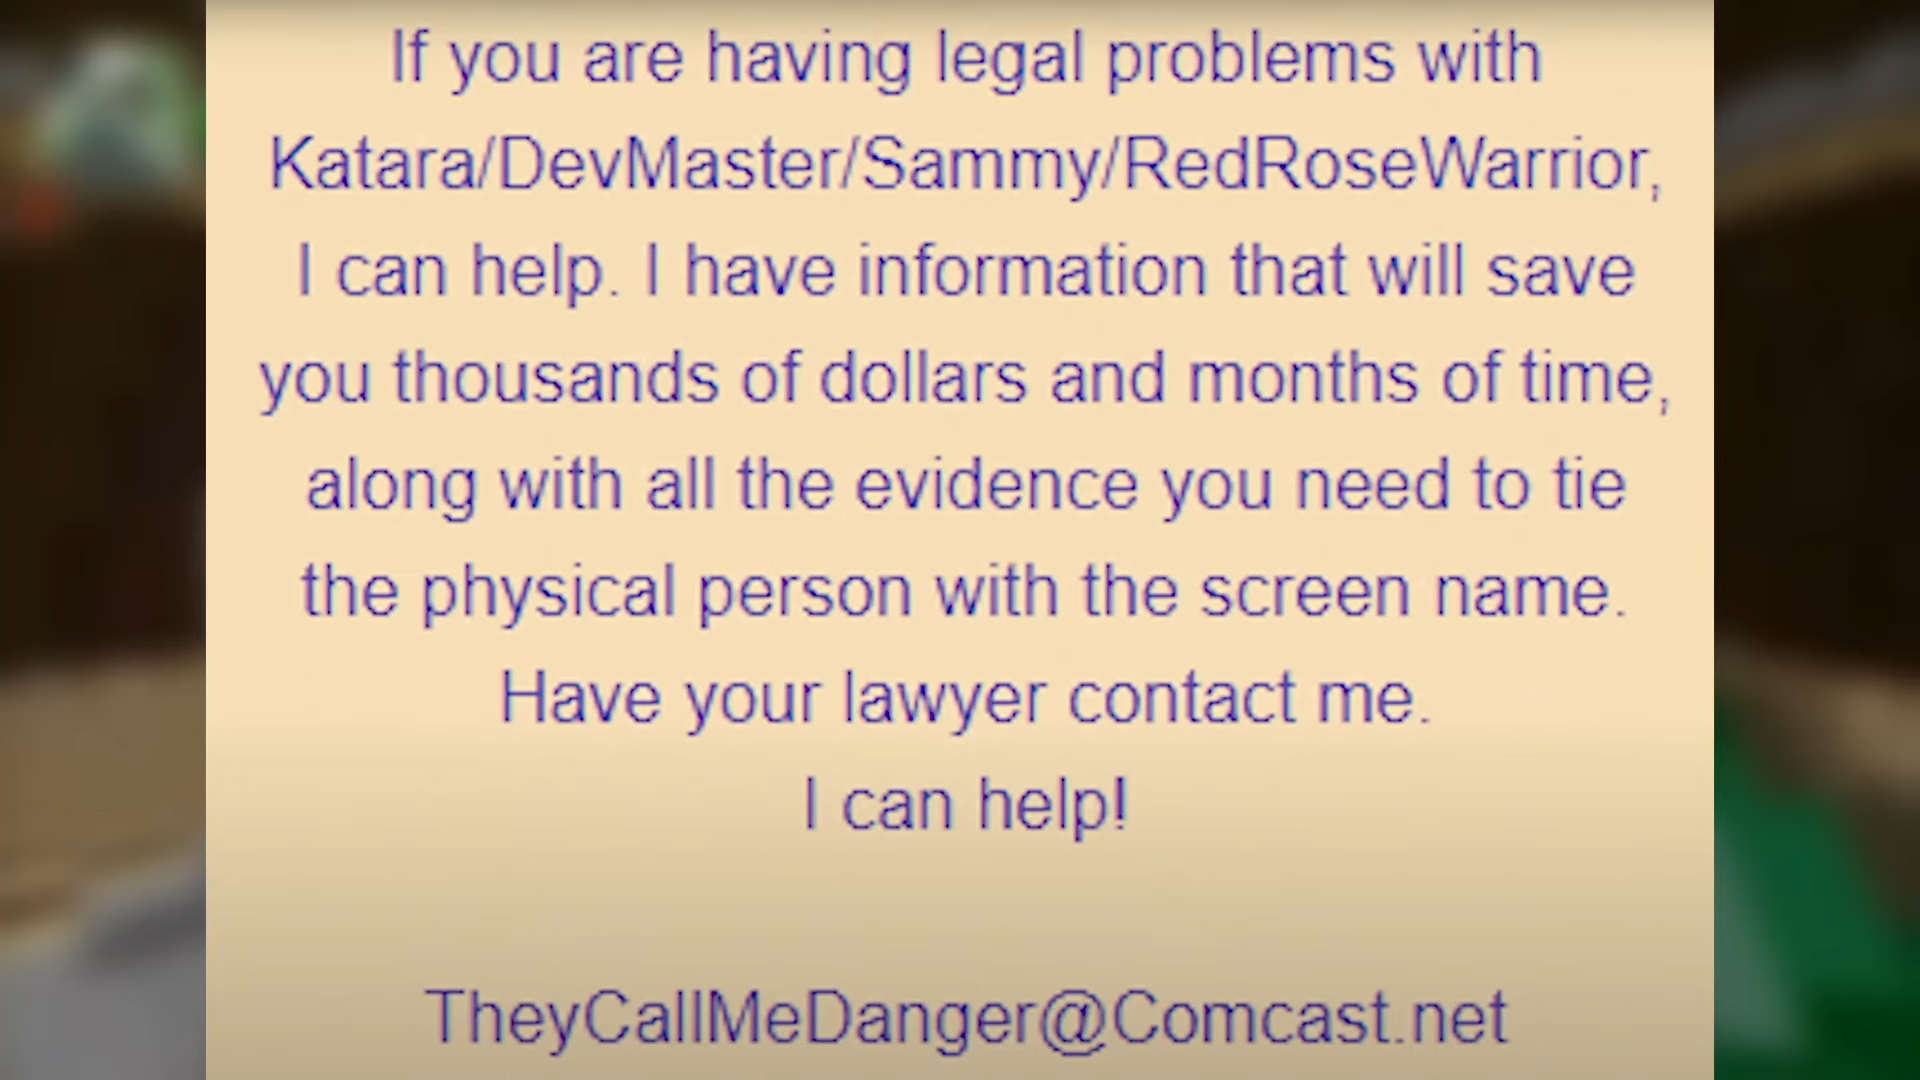 If you are having legal problems with
Katara/DevMaster/Sammy/RedRoseWarrior,
I can help. I have information that will save
you thousands of dollars and months of time,
along with all the evidence you need to tie
the physical person with the screen name.
Have your lawyer contact me.
I can help!
TheyCallMeDanger@Comcast.net